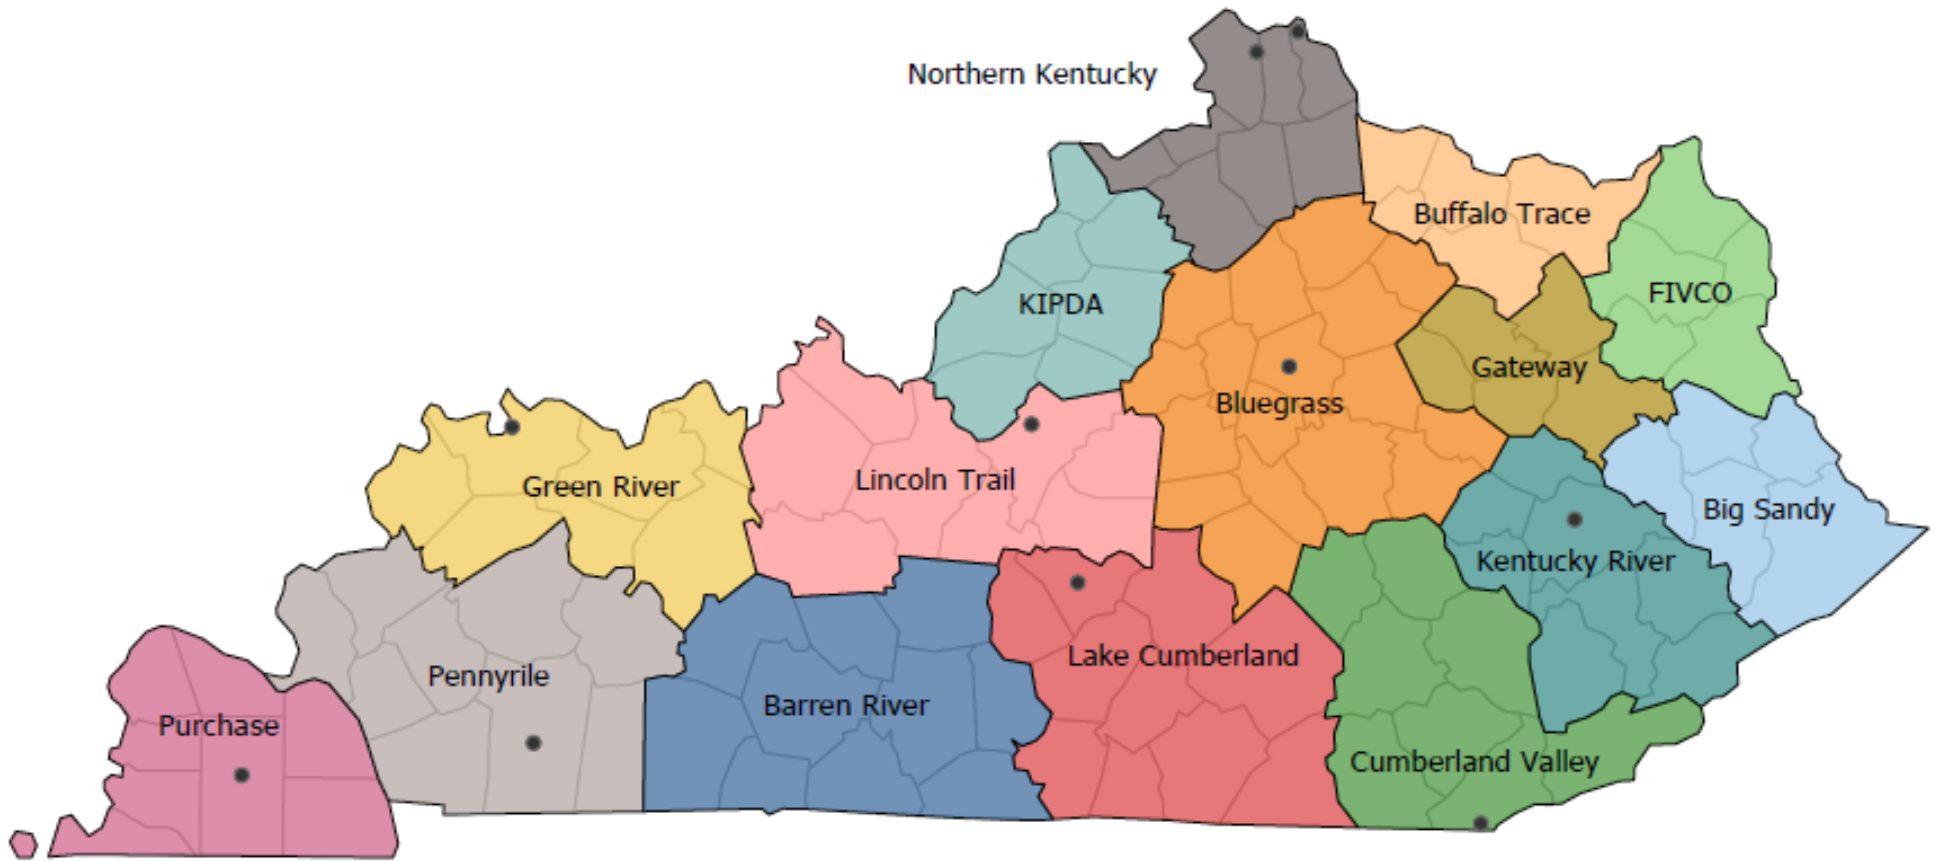 Northern Kentucky
Buffalo Trace
FIVCO
KIPDA
Gateway
Bluegrass
Green River
Lincoln Trail
Big Sandy
Kentucky River
Lake Cumberland
Pennyrile
Barren River
Purchase
Cumberland Valley